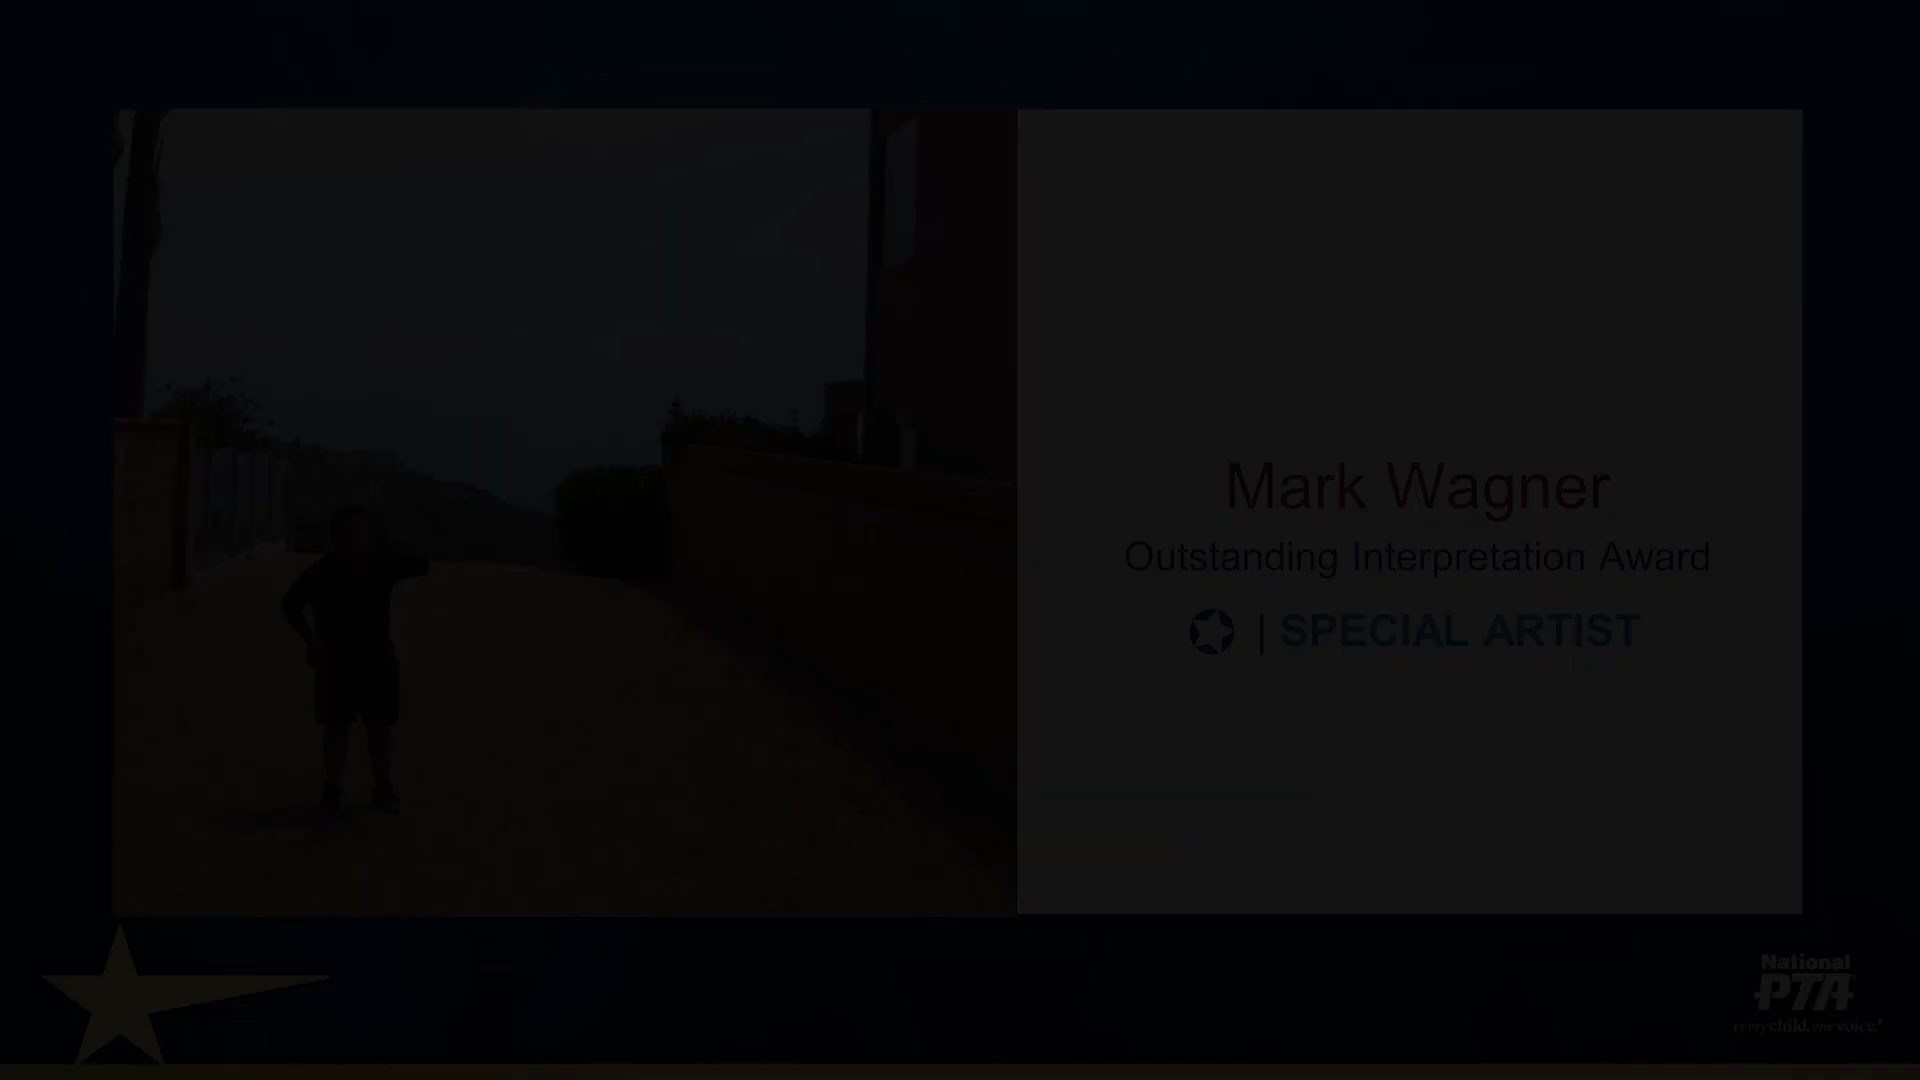 Mark Wagner
Outstanding Interpretation Award
| SPECIAL ARTIST
National
PTA
everychild.onevoice.®